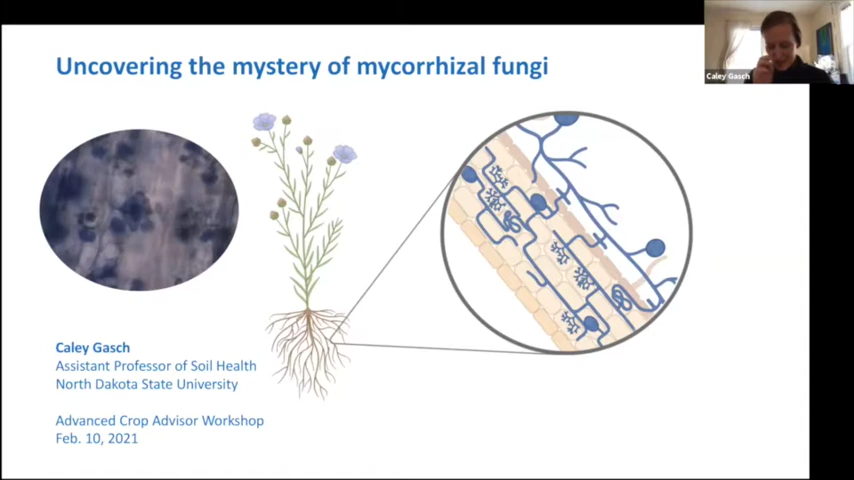 Uncovering the mystery of mycorrhizal fungi
Caley Gasch
Caley Gasch
Assistant Professor of Soil Health
North Dakota State University
Advanced Crop Advisor Workshop
Feb. 10, 2021